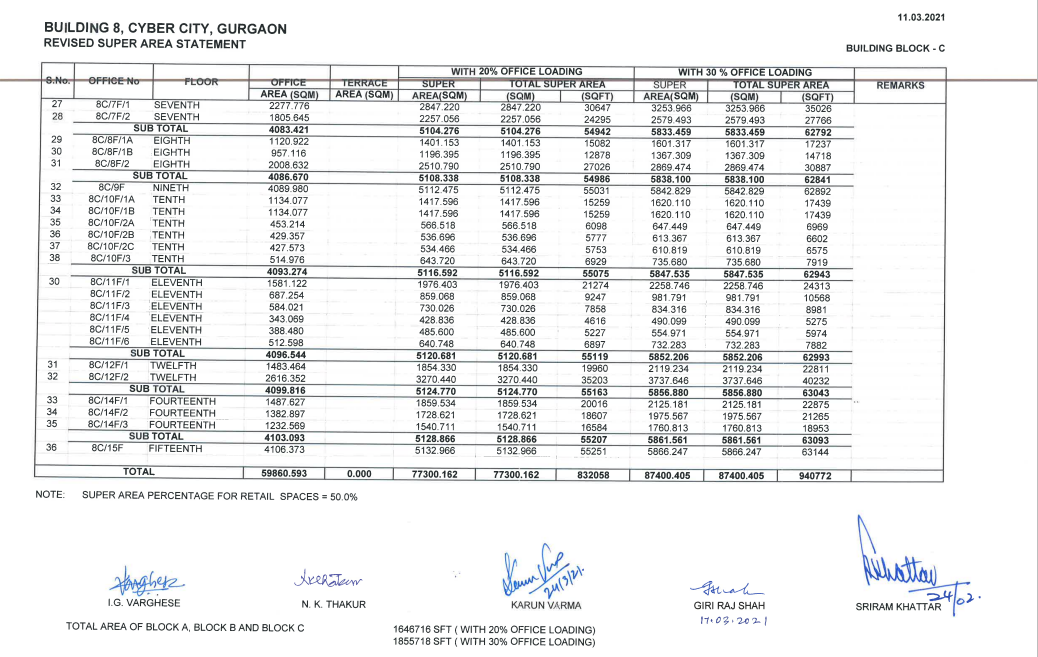 11.03.2021
BUILDING 8, CYBER CITY, GURGAON
REVISED SUPER AREA STATEMENT
BUILDING BLOCK - C
WITH 20% OFFICE LOADING WITH 30 % OFFICE LOADING
S.No. OFFICE No FLOOR OFFICE TERRACE SUPER TOTAL SUPER AREA SUPER TOTAL SUPER AREA REMARKS
AREA (SQM) AREA (SQM) AREA(SQM) (SQM) (SQFT) AREA(SQM) (SQM) (SQFT)
27 8C/7F/1 SEVENTH 2277.776 2847.220 2847.220 30647 3253.966 3253.966 35026
28 8C/7F/2 SEVENTH 1805.645 2257.056 2257.056 24295 2579.493 2579.493 27766
SUB TOTAL 4083.421 5104.276 5104.276 54942 5833.459 5833.459 62792
29 8C/8F/1A EIGHTH 1120.922 1401.153 1401.153 15082 1601.317 1601.317 17237
30 8C/8F/1B EIGHTH 957.116 1196.395 1196.395 12878 1367.309 1367.309 14718
31 8C/8F/2 EIGHTH 2008.632 2510.790 2510.790 27026 2869.474 2869.474 30887
SUB TOTAL 4086.670 5108.338 5108.338 54986 5838.100 5838.100 62841
32 8C/9F NINETH 4089.980 5112.475 5112.475 55031 5842.829 5842.829 62892
33 8C/10F/1A TENTH 1134.077 1417.596 1417.596 15259 1620.110 1620.110 17439
34 8C/10F/1B TENTH 1134.077 1417.596 1417.596 15259 1620.110 1620.110 17439
35 8C/10F/2A TENTH 453.214 566.518 566.518 6098 647.449 647.449 6969
36 8C/10F/2B TENTH 429.357 536.696 536.696 5777 613.367 613.367 6602
37 8C/10F/2C TENTH 427.573 534.466 534.466 5753 610.819 610.819 6575
38 8C/10F/3 TENTH 514.976 643.720 643.720 6929 735.680 735.680 7919
SUB TOTAL 4093.274 5116.592 5116.592 55075 5847.535 5847.535 62943
30 8C/11F/1 ELEVENTH 1581.122 1976.403 1976.403 21274 2258.746 2258.746 24313
8C/11F/2 ELEVENTH 687.254 859.068 859.068 9247 981.791 981.791 10568
8C/11F/3 ELEVENTH 584.021 730.026 730.026 7858 834.316 834.316 8981
8C/11F/4 ELEVENTH 343.069 428.836 428.836 4616 490.099 490.099 5275
8C/11F/5 ELEVENTH 388.480 485.600 485.600 5227 554.971 554.971 5974
8C/11F/6 ELEVENTH 512.598 640.748 640.748 6897 732.283 732.283 7882
SUB TOTAL 4096.544 5120.681 5120.681 55119 5852.206 5852.206 62993
31 8C/12F/1 TWELFTH 1483.464 1854.330 1854.330 19960 2119.234 2119.234 22811
32 8C/12F/2 TWELFTH 2616.352 3270.440 3270.440 35203 3737.646 3737.646 40232
SUB TOTAL 4099.816 5124.770 5124.770 55163 5856.880 5856.880 63043
33 8C/14F/1 FOURTEENTH 1487.627 1859.534 1859.534 20016 2125.181 2125.181 22875
34 8C/14F/2 FOURTEENTH 1382.897 1728.621 1728.621 18607 1975.567 1975.567 21265
35 8C/14F/3 FOURTEENTH 1232.569 1540.711 1540.711 16584 1760.813 1760.813 18953
SUB TOTAL 4103.093 5128.866 5128.866 55207 5861.561 5861.561 63093
36 8C/15F FIFTEENTH 4106.373 5132.966 5132.966 55251 5866.247 5866.247 63144
TOTAL 59860.593 0.000 77300.162 77300.162 832058 87400.405 87400.405 940772
NOTE: SUPER AREA PERCENTAGE FOR RETAIL SPACES = 50.0%
24/3/21.
24/02.
I.G. VARGHESE N. K. THAKUR KARUN VARMA GIRI RAJ SHAH SRIRAM KHATTAR
17.03.2021
TOTAL AREA OF BLOCK A, BLOCK B AND BLOCK C 1646716 SFT ( WITH 20% OFFICE LOADING)
1855718 SFT ( WITH 30% OFFICE LOADING)